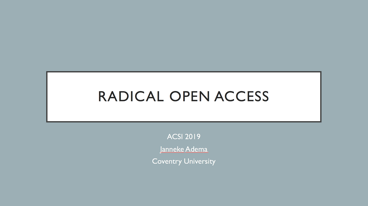 RADICAL OPEN ACCESS
ACSI 2019
Janneke Adema
Coventry University